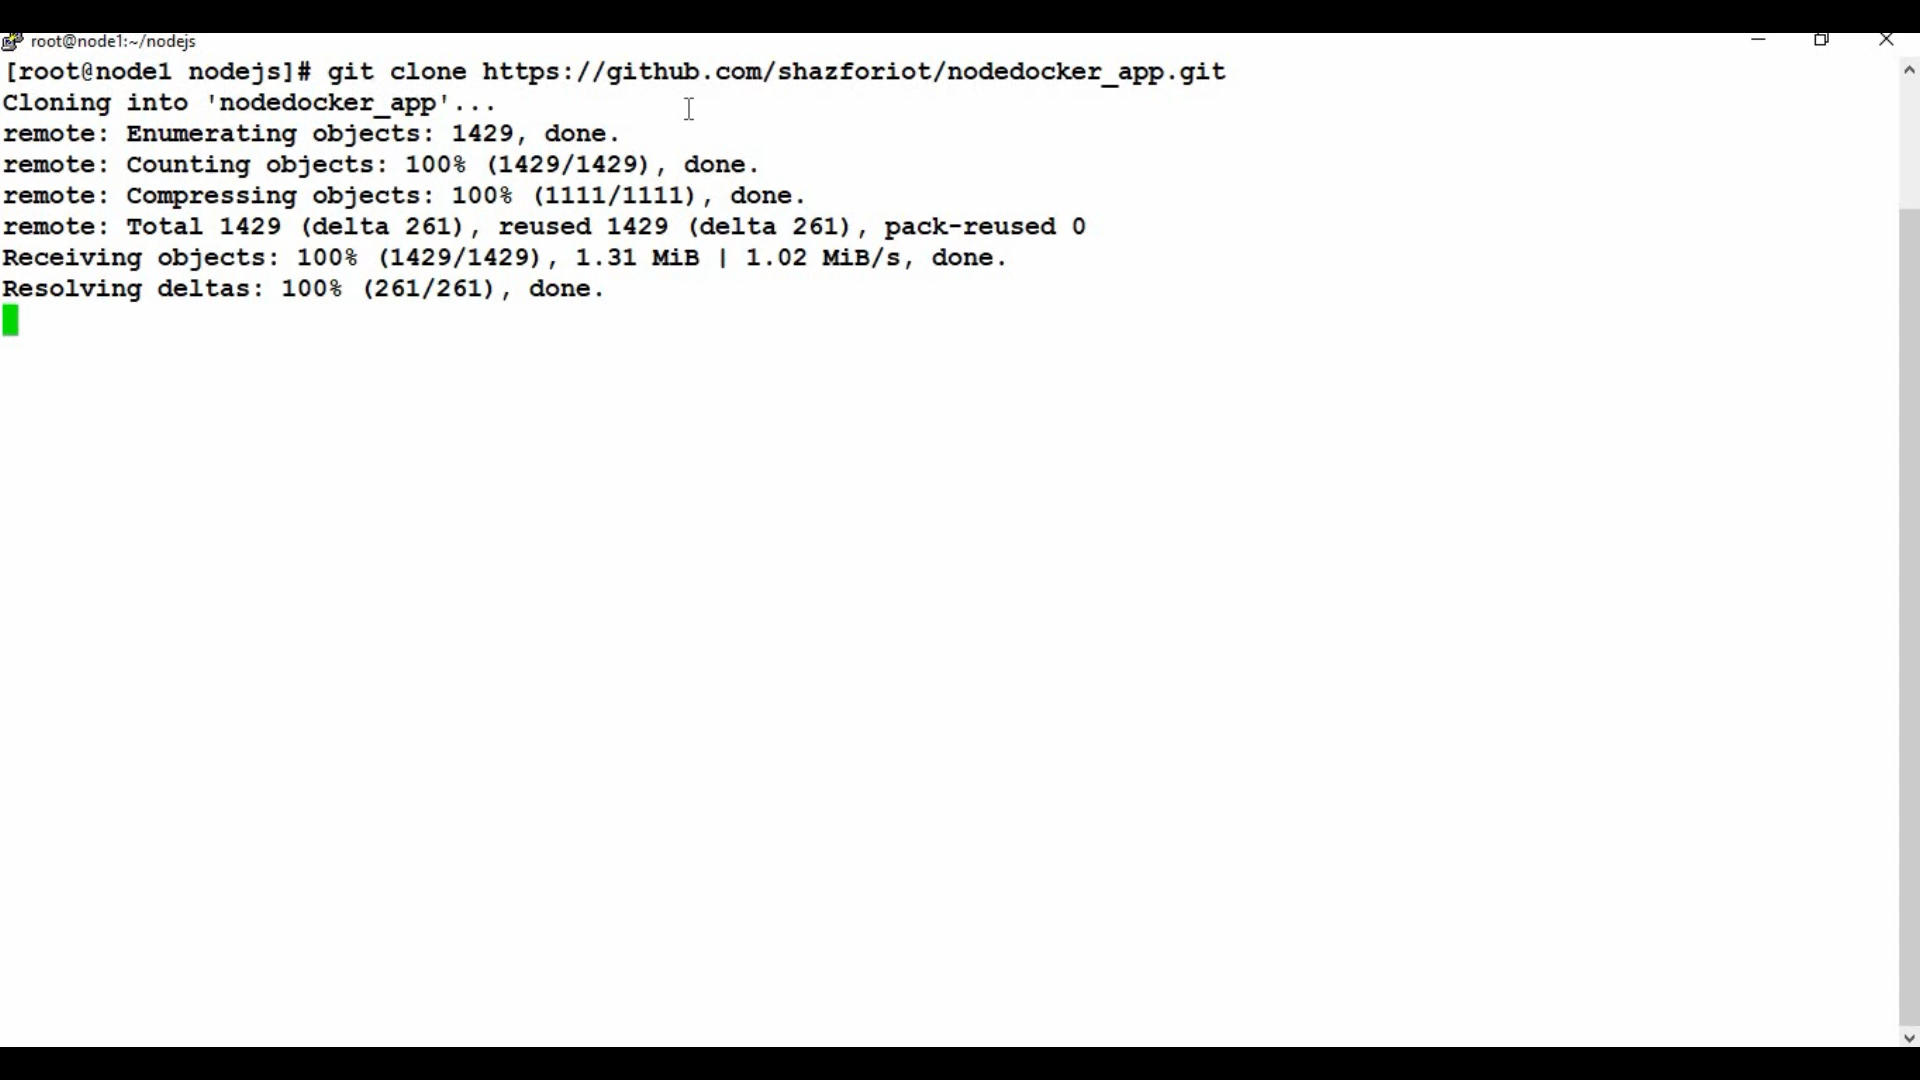 root@node1:~/nodejs
[root@node1 nodejs]# git clone https://github.com/shazforiot/nodedocker_app.git
Cloning into 'nodedocker_app'...
remote: Enumerating objects: 1429, done.
remote: Counting objects: 100% (1429/1429), done.
remote: Compressing objects: 100% (1111/1111), done.
remote: Total 1429 (delta 261), reused 1429 (delta 261), pack-reused 0
Receiving objects: 100% (1429/1429), 1.31 MiB | 1.02 MiB/s, done.
Resolving deltas: 100% (261/261), done.